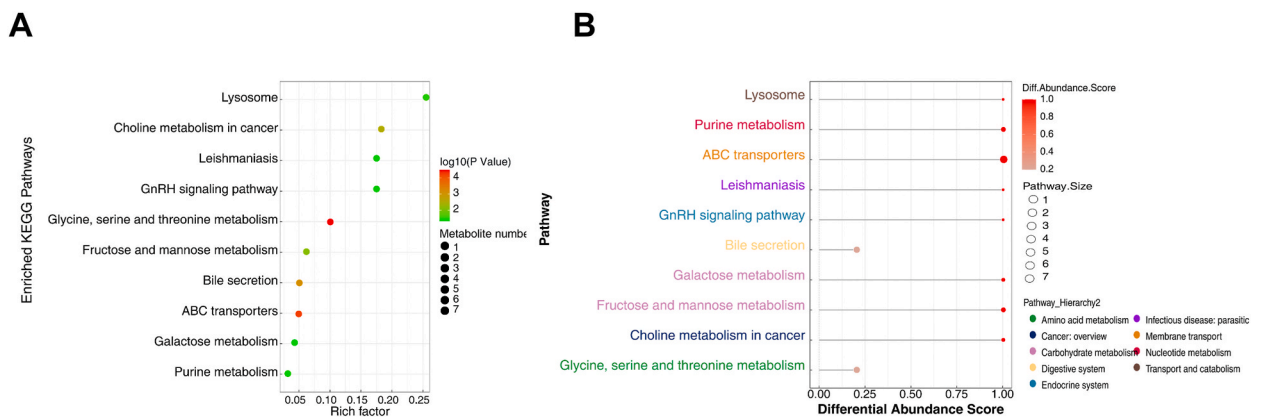 A
Enriched KEGG Pathways
Lysosome
Choline metabolism in cancer
Leishmaniasis
GnRH signaling pathway
Glycine, serine and threonine metabolism
Fructose and mannose metabolism
Bile secretion
ABC transporters
Galactose metabolism
Purine metabolism
0.05 0.10 0.15 0.20 0.25
Rich factor
log10(P Value)
4
3
2
Metabolite numbe
1
2
3
4
5
6
7
B
Pathway
Lysosome
Purine metabolism
ABC transporters
Leishmaniasis
GnRH signaling pathway
Bile secretion
Galactose metabolism
Fructose and mannose metabolism
Choline metabolism in cancer
Glycine, serine and threonine metabolism
0.00 0.25 0.50 0.75 1.00
Differential Abundance Score
Diff.Abundance.Score
1.0
0.8
0.6
0.4
0.2
Pathway.Size
1
2
3
4
5
6
7
Pathway_Hierarchy2
Amino acid metabolism Infectious disease: parasitic
Cancer: overview Membrane transport
Carbohydrate metabolism Nucleotide metabolism
Digestive system Transport and catabolism
Endocrine system